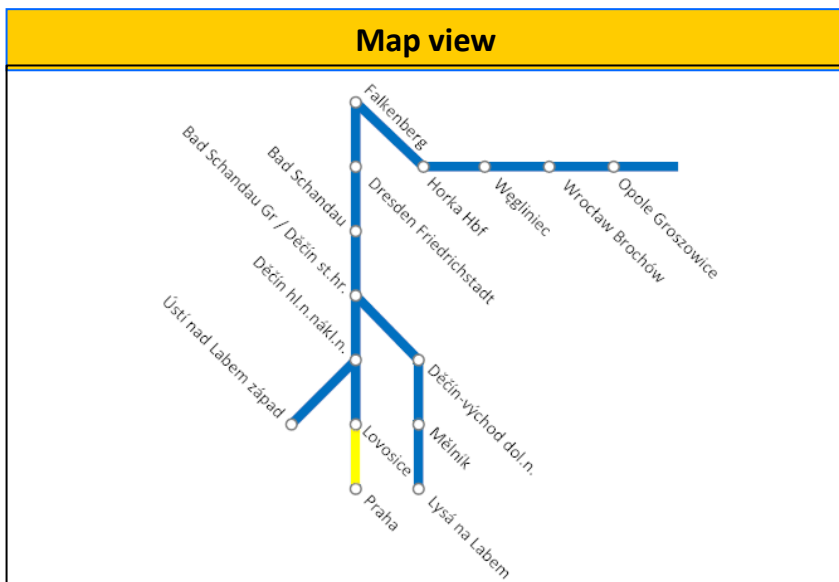 Map view
Falkenberg
Bad Schandau
Dresden Friedrichstadt
Horka Hbf
Węgliniec
Wrocław Brochów
Opole Groszowice
Bad Schandau Gr / Děčín st.hr.
Děčín hl.n.nákl.n.
Ústí nad Labem západ
Děčín-východ dol.n.
Lovosice
Mělník
Praha
Lysá na Labem